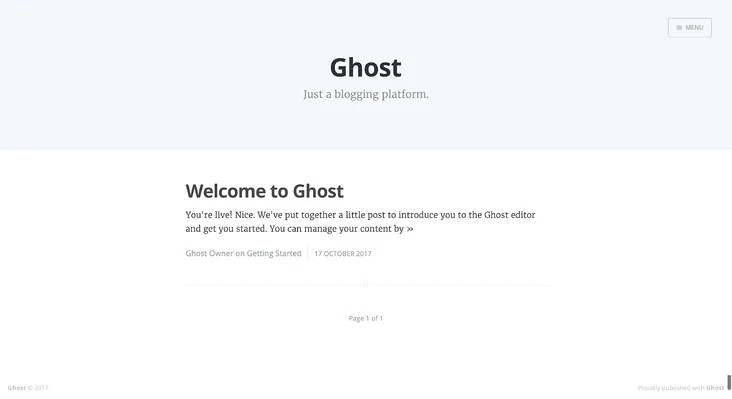 MENU
Ghost
Just a blogging platform.
Welcome to Ghost
You're live! Nice. We've put together a little post to introduce you to the Ghost editor
and get you started. You can manage your content by »
Ghost Owner on Getting Started 17 OCTOBER 2017
Page 1 of 1
Ghost © 2017 Proudly published with Ghost